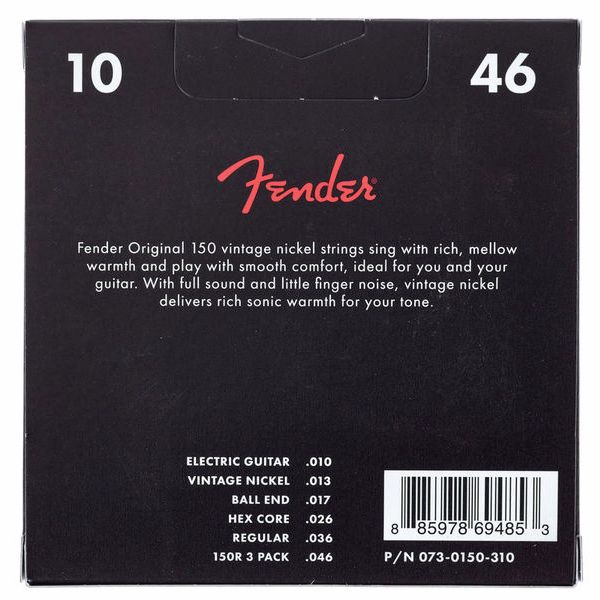 10 46
Fender®
Fender Original 150 vintage nickel strings sing with rich, mellow
warmth and play with smooth comfort, ideal for you and your
guitar. With full sound and little finger noise, vintage nickel
delivers rich sonic warmth for your tone.
ELECTRIC GUITAR .010
VINTAGE NICKEL .013
BALL END .017
HEX CORE .026
REGULAR .036
150R 3 PACK .046
8 85978 69485 3
P/N 073-0150-310